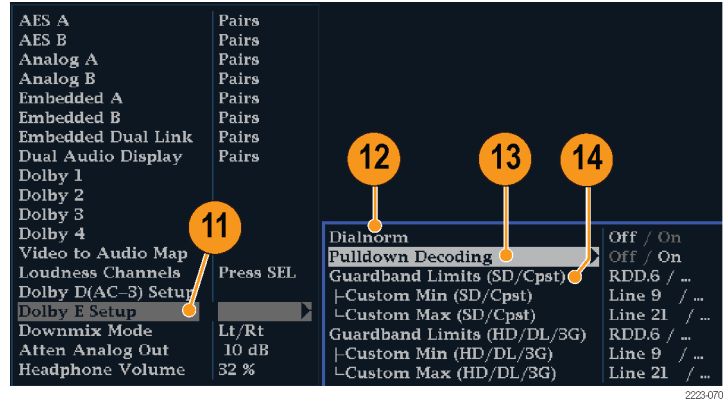 AES A Pairs
AES B Pairs
Analog A Pairs
Analog B Pairs
Embedded A Pairs
Embedded B Pairs
Embedded Dual Link Pairs
Dual Audio Display Pairs
Dolby 1
Dolby 2
Dolby 3
Dolby 4
Video to Audio Map
Loudness Channels Press SEL
Dolby D(AC-3) Setup
Dolby E Setup
Downmix Mode Lt/Rt
Atten Analog Out 10 dB
Headphone Volume 32 %
11
12
13
14
Dialnorm Off / On
Pulldown Decoding Off / On
Guardband Limits (SD/Cpst) RDD.6 / ...
Custom Min (SD/Cpst) Line 9 / ...
Custom Max (SD/Cpst) Line 21 / ...
Guardband Limits (HD/DL/3G) RDD.6 / ...
Custom Min (HD/DL/3G) Line 9 / ...
Custom Max (HD/DL/3G) Line 21 / ...
2223-070